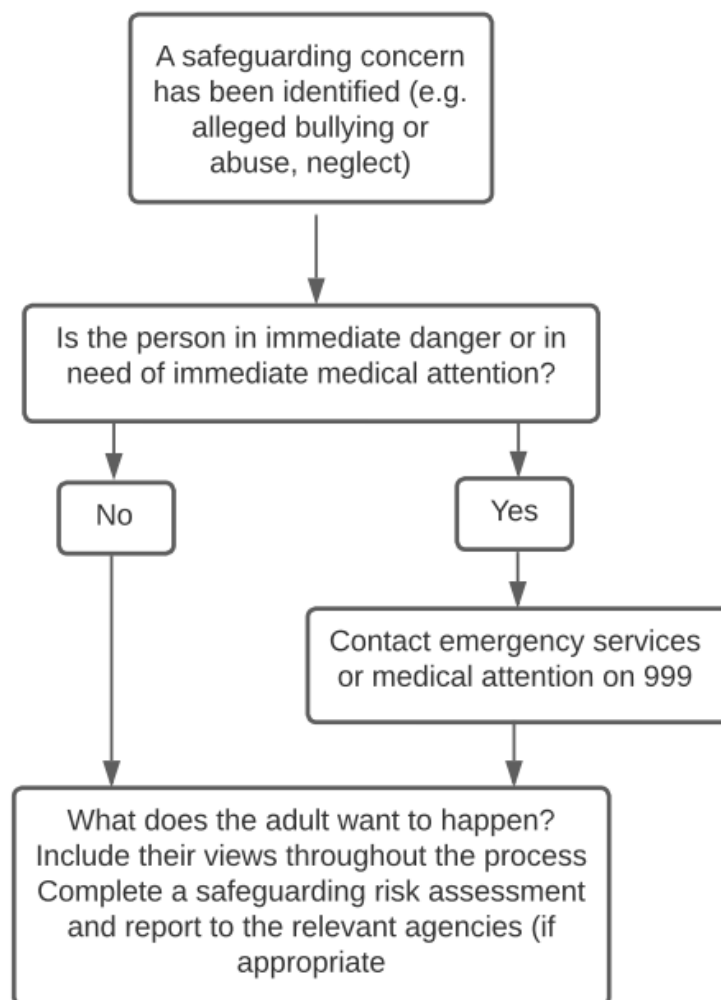 A safeguarding concern
has been identified (e.g.
alleged bullying or
abuse, neglect)
Is the person in immediate danger or in
need of immediate medical attention?
No
Yes
Contact emergency services
or medical attention on 999
What does the adult want to happen?
Include their views throughout the process
Complete a safeguarding risk assessment
and report to the relevant agencies (if
appropriate